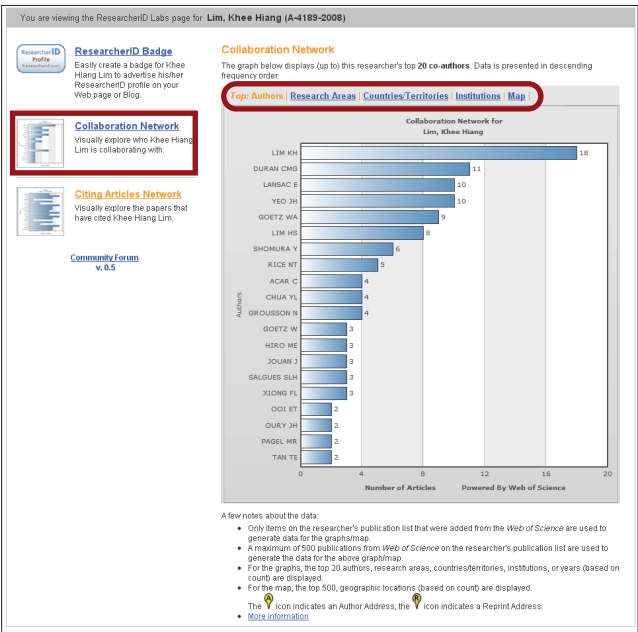 You are viewing the ResearcherID Labs page for Lim, Khee Hiang (A-4189-2008)
ResearcherID
Profile
Researcherid.com
ResearcherID Badge
Easily create a badge for Khee
Hiang Lim to advertise his/her
ResearcherID profile on your
Web page or Blog.
Collaboration Network
Visually explore who Khee Hiang
Lim is collaborating with.
Citing Articles Network
Visually explore the papers that
have cited Khee Hiang Lim.
Community Forum
v. 0.5
Collaboration Network
The graph below displays (up to) this researcher's top 20 co-authors. Data is presented in descending
frequency order.
Top: Authors | Research Areas | Countries/Territories | Institutions | Map |
Collaboration Network for
Lim, Khee Hiang
Authors
LIM KH 18
DURAN CMG 11
LANSAC E 10
YEO JH 10
GOETZ WA 9
LIM HS 8
SHOMURA Y 6
RICE NT 5
ACAR C 4
CHUA YL 4
GROUSSON N 4
GOETZ W 3
HIRO ME 3
JOUAN J 3
SALGUES SLH 3
XIONG FL 3
OOI ET 2
OURY JH 2
PAGEL MR 2
TAN TE 2
0 4 8 12 16 20
Number of Articles Powered By Web of Science
A few notes about the data:
• Only items on the researcher's publication list that were added from the Web of Science are used to
generate data for the graphs/map.
• A maximum of 500 publications from Web of Science on the researcher's publication list are used to
generate the data for the above graph/map.
• For the graphs, the top 20 authors, research areas, countries/territories, institutions, or years (based on
count) are displayed.
• For the map, the top 500, geographic locations (based on count) are displayed.
The A icon indicates an Author Address, the R icon indicates a Reprint Address.
• More Information